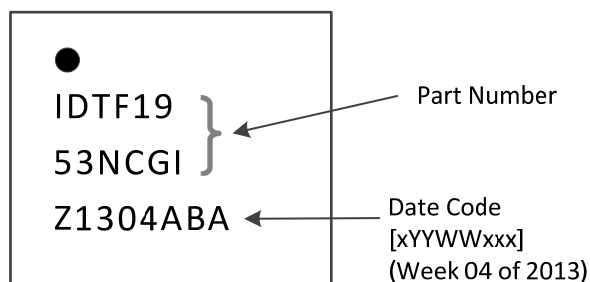 IDTF19
53NCGI
Z1304ABA
Part Number
Date Code
[xYYWWxxx]
(Week 04 of 2013)